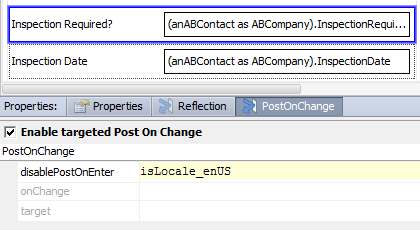 Inspection Required? (anABContact as ABCompany).InspectionRequi...
Inspection Date (anABContact as ABCompany).InspectionDate
Properties: Properties Reflection PostOnChange
Enable targeted Post On Change
PostOnChange
disablePostOnEnter isLocale_enUS
onChange
target